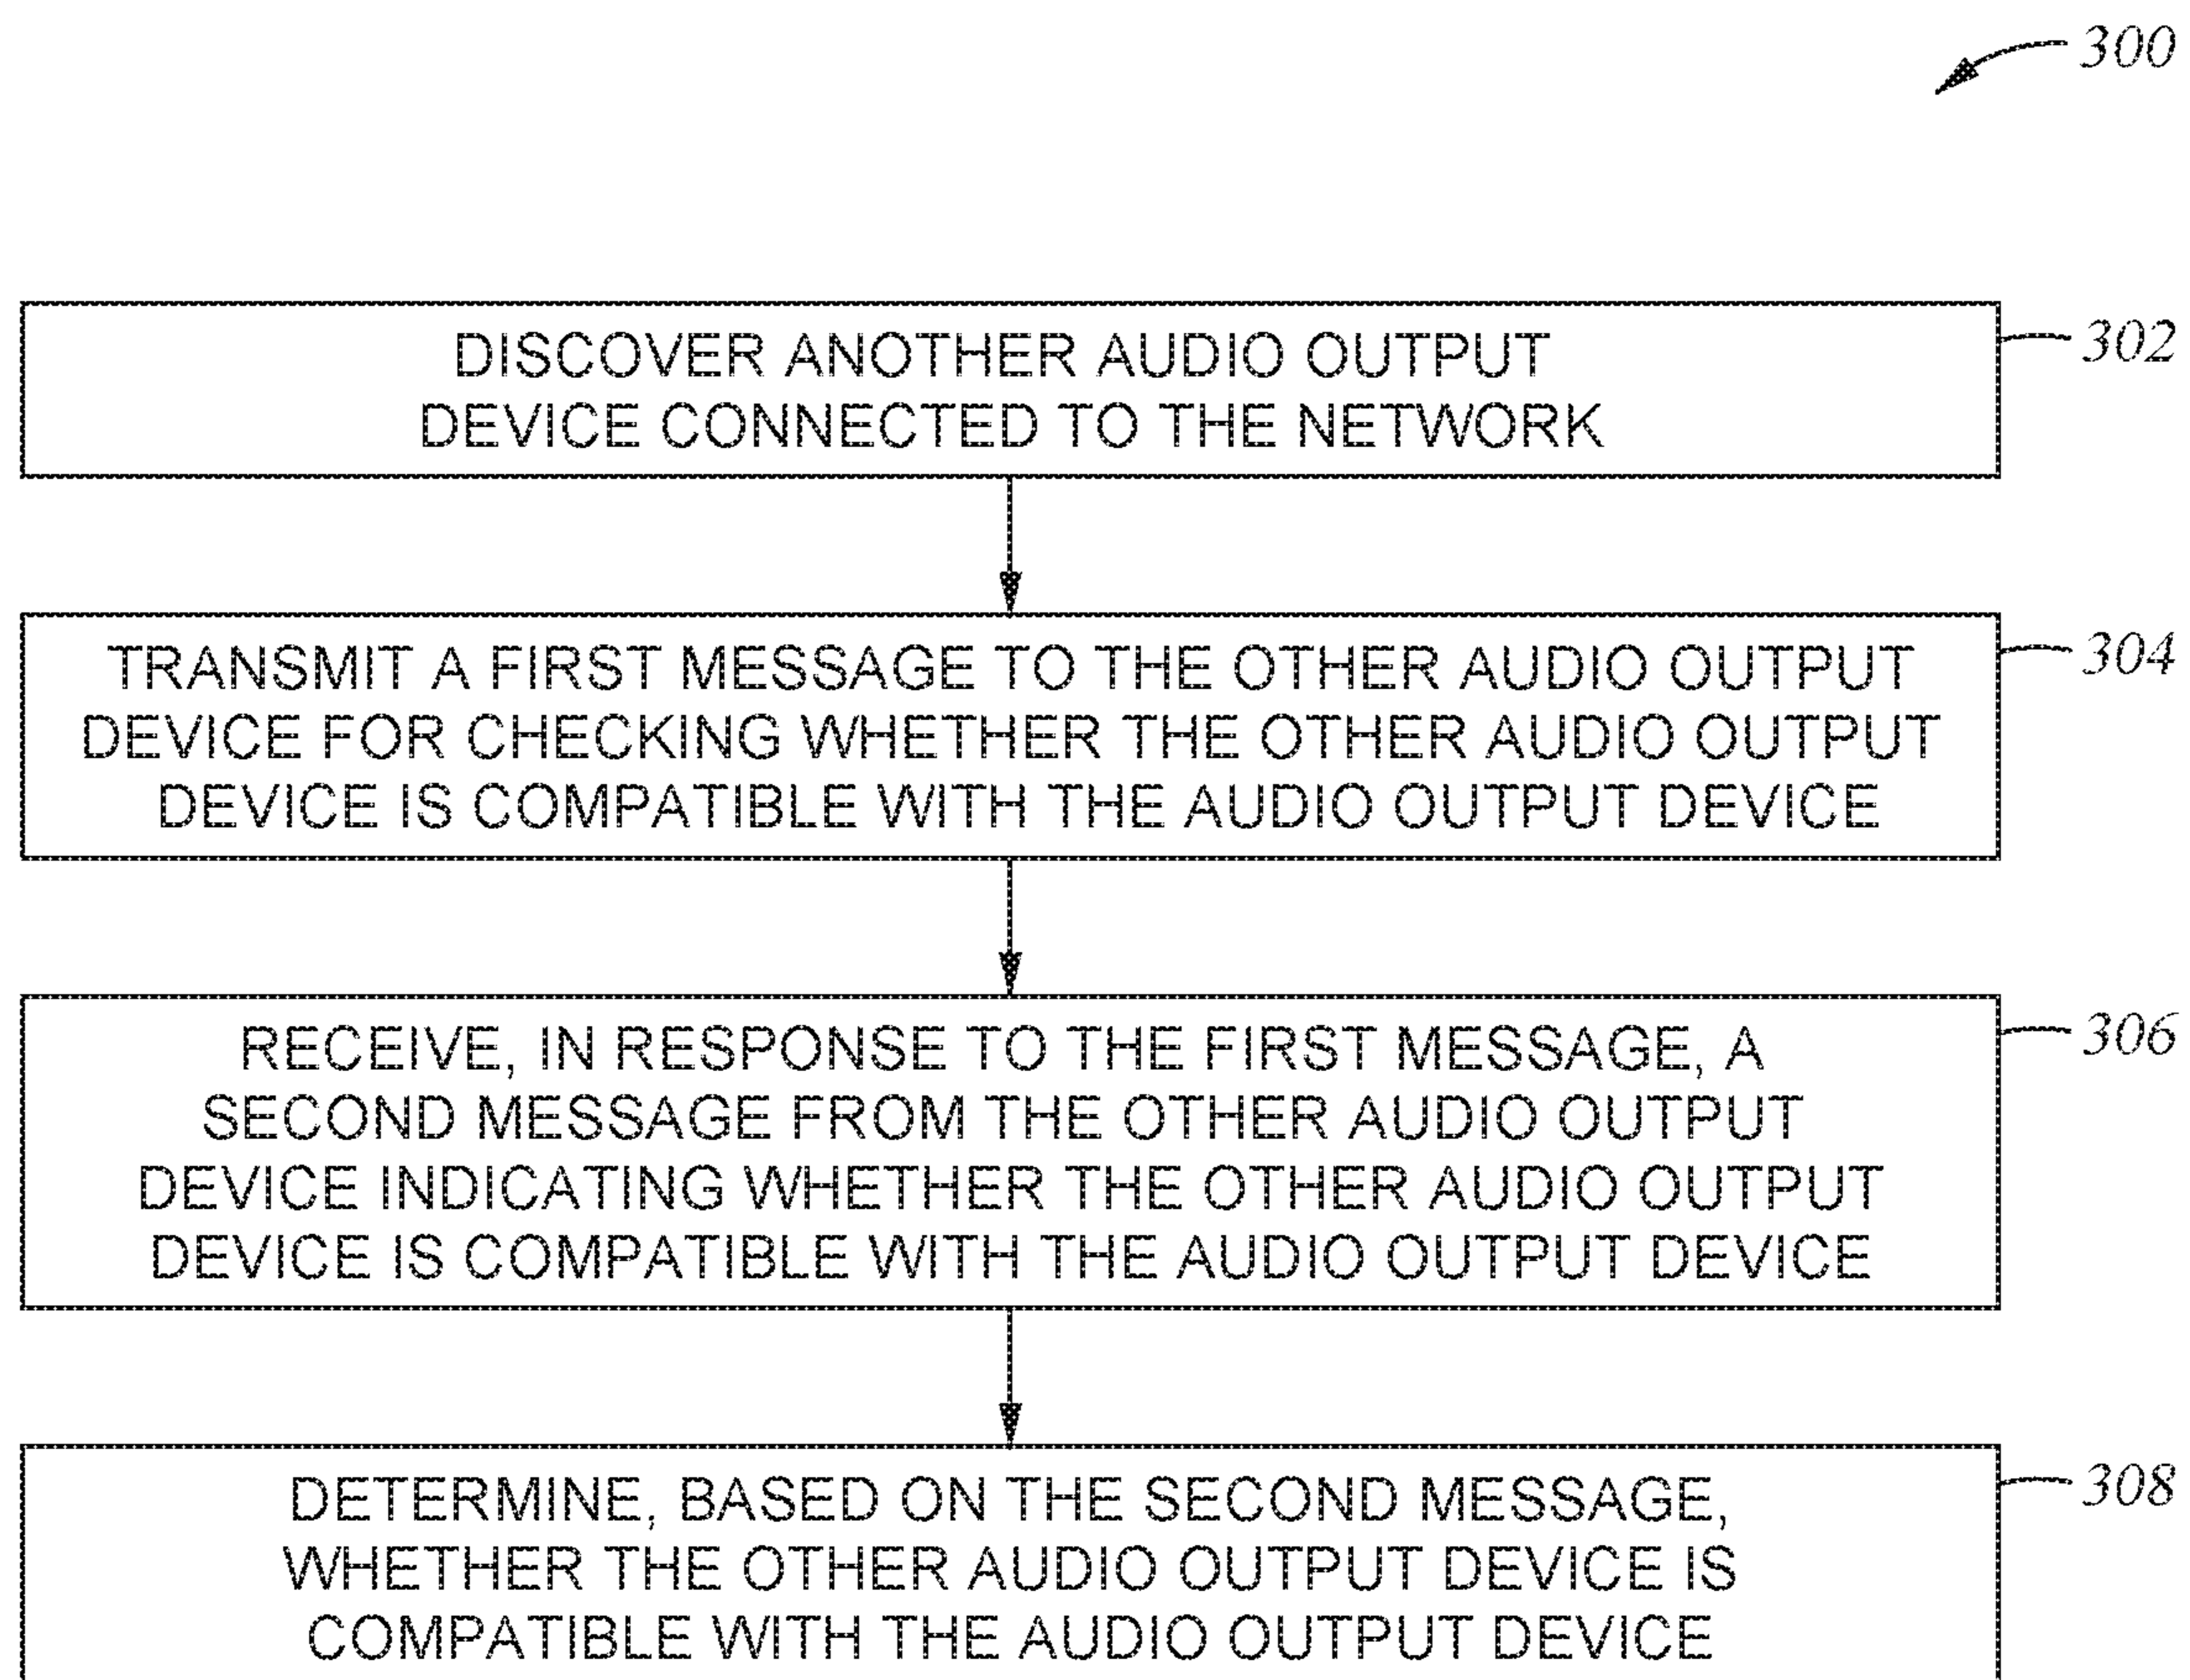 300
DISCOVER ANOTHER AUDIO OUTPUT
DEVICE CONNECTED TO THE NETWORK
302
TRANSMIT A FIRST MESSAGE TO THE OTHER AUDIO OUTPUT
DEVICE FOR CHECKING WHETHER THE OTHER AUDIO OUTPUT
DEVICE IS COMPATIBLE WITH THE AUDIO OUTPUT DEVICE
304
RECEIVE, IN RESPONSE TO THE FIRST MESSAGE, A
SECOND MESSAGE FROM THE OTHER AUDIO OUTPUT
DEVICE INDICATING WHETHER THE OTHER AUDIO OUTPUT
DEVICE IS COMPATIBLE WITH THE AUDIO OUTPUT DEVICE
306
DETERMINE, BASED ON THE SECOND MESSAGE,
WHETHER THE OTHER AUDIO OUTPUT DEVICE IS
COMPATIBLE WITH THE AUDIO OUTPUT DEVICE
308